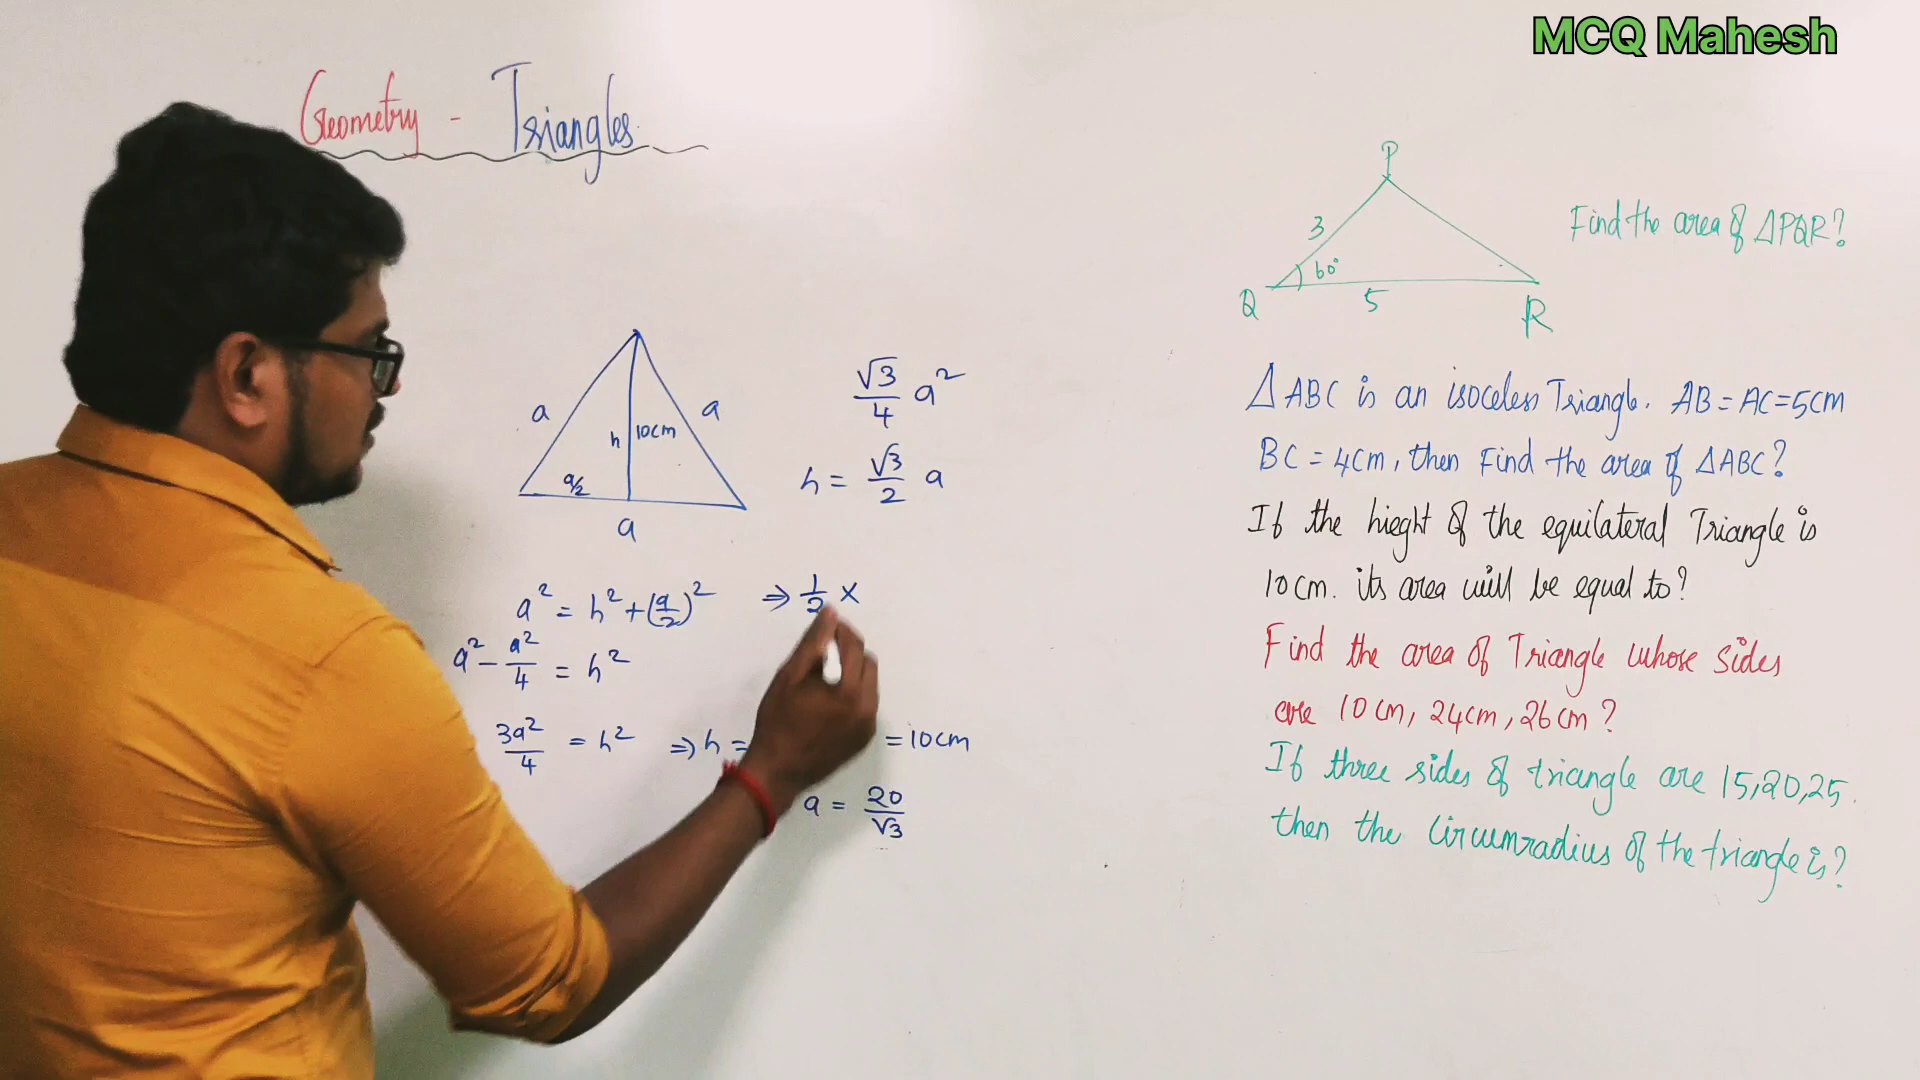 MCQ Mahesh
Geometry - Triangles
a
h
10cm
a
a/2
a
√3/4 a²
h = √3/2 a
a² = h² + (a/2)² ⇒ 1/2 ×
a² - a²/4 = h²
3a²/4 = h² ⇒ h = = 10cm
a = 20/√3
P
3
60°
Q
5
R
Find the area of △PQR?
△ABC is an isoceless Triangle. AB = AC = 5cm
BC = 4cm, then Find the area of △ABC?
If the hieght of the equilateral Triangle is
10cm. its area will be equal to?
Find the area of Triangle whose sides
are 10cm, 24cm, 26cm?
If three sides of triangle are 15,20,25.
then the circumradius of the triangle is?